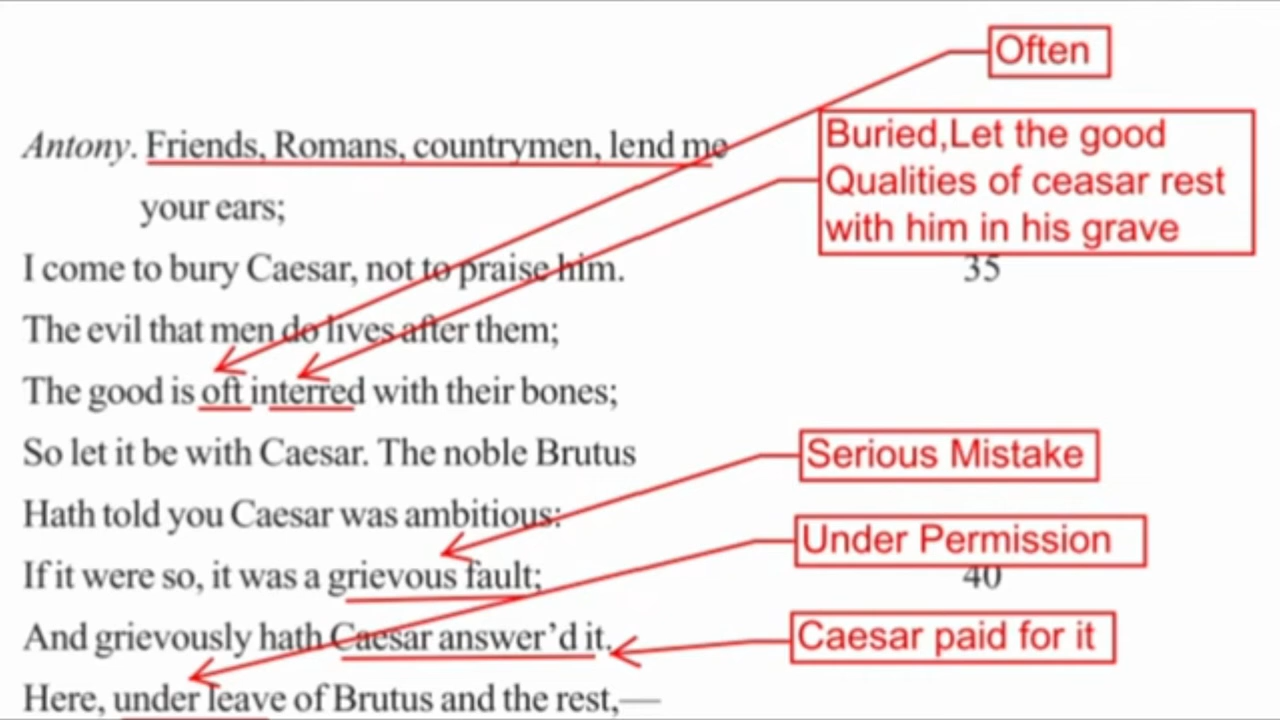 Often
Antony. Friends, Romans, countrymen, lend me
your ears;
Buried,Let the good
Qualities of ceasar rest
with him in his grave
I come to bury Caesar, not to praise him.
35
The evil that men do lives after them;
The good is oft interred with their bones;
So let it be with Caesar. The noble Brutus
Serious Mistake
Hath told you Caesar was ambitious:
Under Permission
If it were so, it was a grievous fault;
40
And grievously hath Caesar answer’d it.
Caesar paid for it
Here, under leave of Brutus and the rest,—